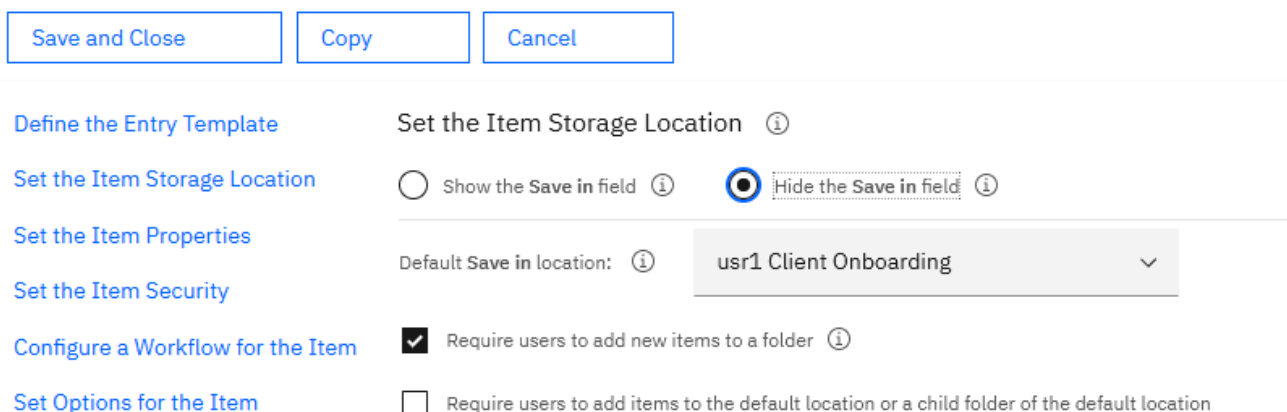 Save and Close
Copy
Cancel
Define the Entry Template
Set the Item Storage Location
Set the Item Properties
Set the Item Security
Configure a Workflow for the Item
Set Options for the Item
Set the Item Storage Location
Show the Save in field
Hide the Save in field
Default Save in location:
usr1 Client Onboarding
Require users to add new items to a folder
Require users to add items to the default location or a child folder of the default location